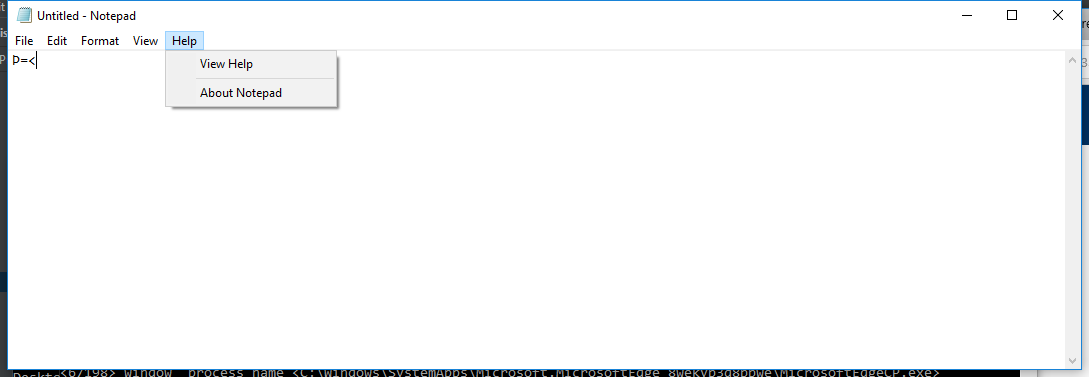 Untitled - Notepad
File Edit Format View Help
Þ=<
View Help
About Notepad
<6/198> window process name <C:\Windows\SystemApps\Microsoft.MicrosoftEdge_8wekyb3d8bbwe\MicrosoftEdgeCP.exe>